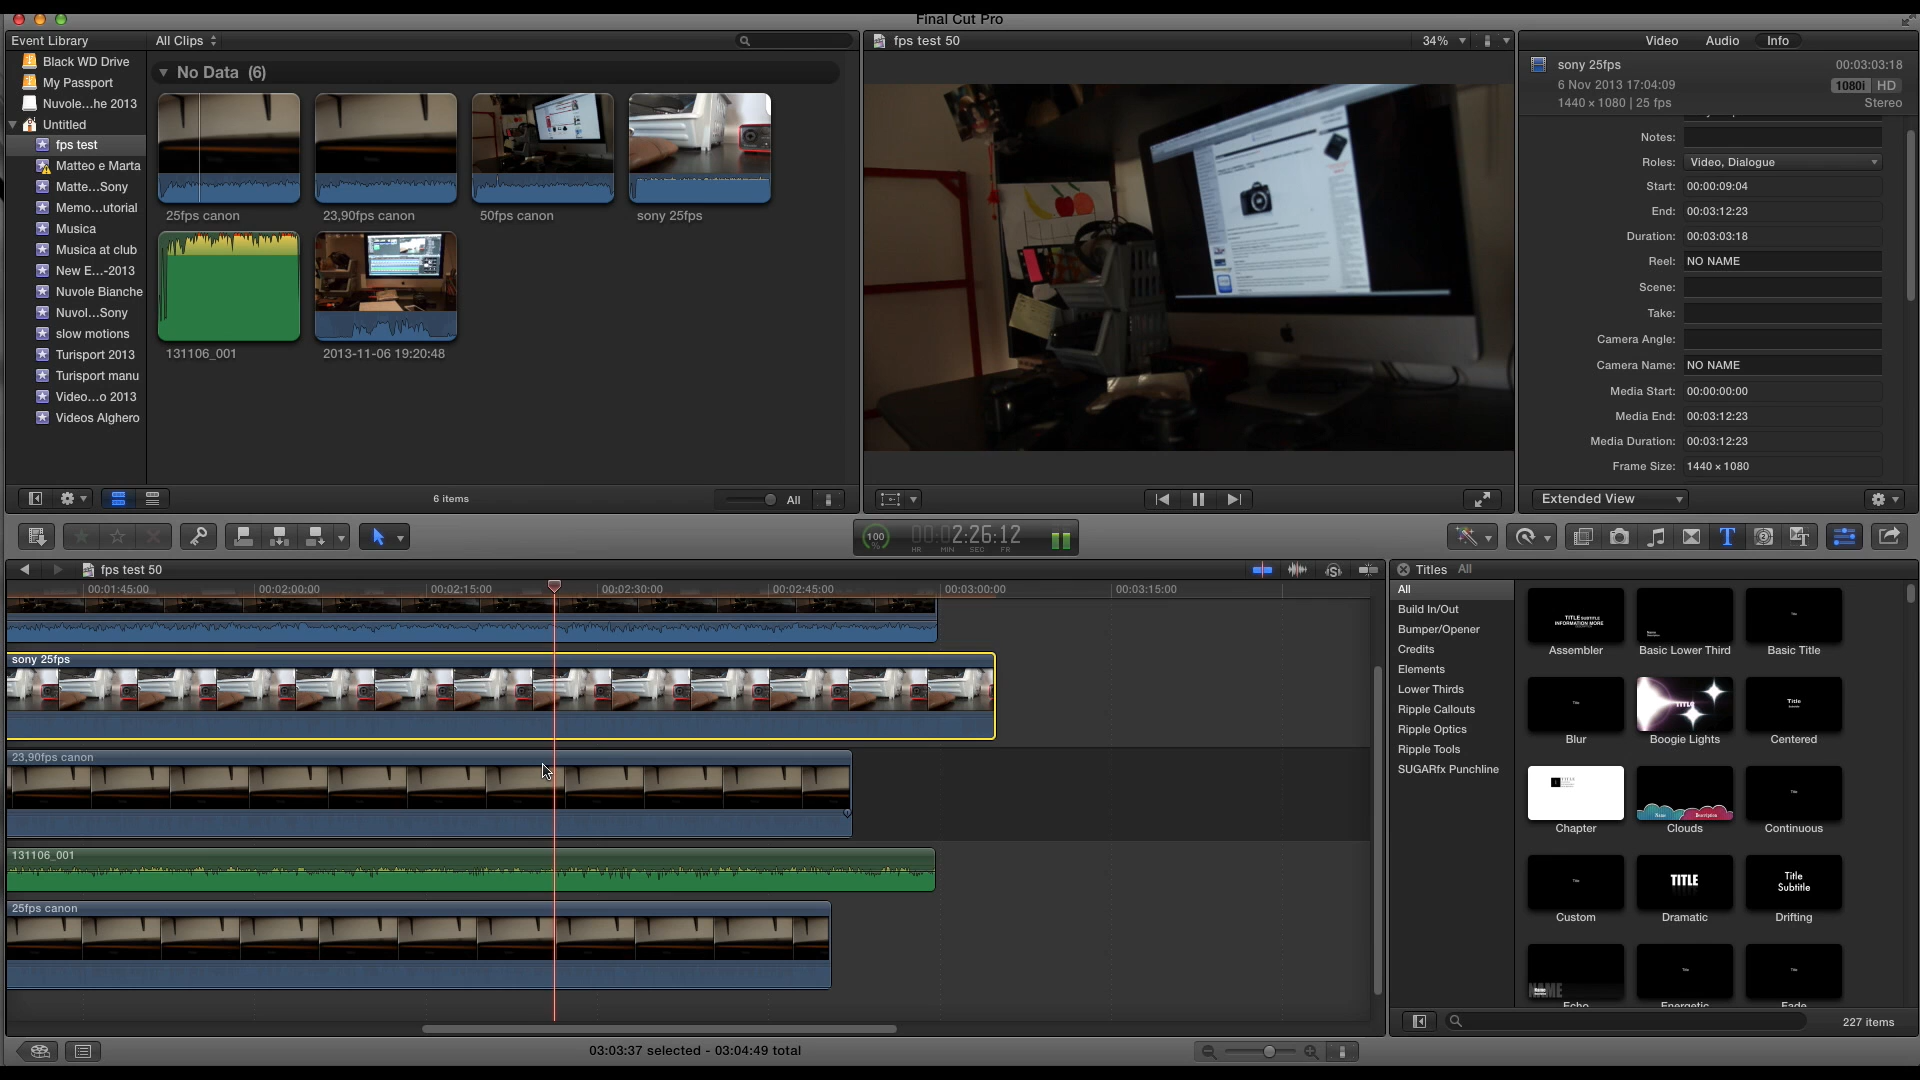 Final Cut Pro
Event Library
All Clips
fps test 50
34%
Video
Audio
Info
Black WD Drive
My Passport
Nuvole...he 2013
Untitled
fps test
Matteo e Marta
Matte...Sony
Memo...utorial
Musica
Musica at club
New E...-2013
Nuvole Bianche
Nuvol...Sony
slow motions
Turisport 2013
Turisport manu
Video...o 2013
Videos Alghero
No Data (6)
25fps canon
23,90fps canon
50fps canon
sony 25fps
131106_001
2013-11-06 19:20:48
6 items
All
sony 25fps
00:03:03:18
6 Nov 2013 17:04:09
1080i HD
1440 × 1080 | 25 fps
Stereo
Notes:
Roles: Video, Dialogue
Start: 00:00:09:04
End: 00:03:12:23
Duration: 00:03:03:18
Reel: NO NAME
Scene:
Take:
Camera Angle:
Camera Name: NO NAME
Media Start: 00:00:00:00
Media End: 00:03:12:23
Media Duration: 00:03:12:23
Frame Size: 1440 × 1080
Extended View
100 %
00:02:26:12
HR MIN SEC FR
fps test 50
00:01:45:00
00:02:00:00
00:02:15:00
00:02:30:00
00:02:45:00
00:03:00:00
00:03:15:00
sony 25fps
23,90fps canon
131106_001
25fps canon
03:03:37 selected - 03:04:49 total
Titles All
All
Build In/Out
Bumper/Opener
Credits
Elements
Lower Thirds
Ripple Callouts
Ripple Optics
Ripple Tools
SUGARfx Punchline
TITLE SUBTITLE
INFORMATION MORE
Assembler
Basic Lower Third
Basic Title
Blur
Boogie Lights
Title
Centered
Chapter
Clouds
Continuous
Custom
TITLE
Dramatic
Title
Subtitle
Drifting
NAME
Echo
Energetic
Fade
227 items